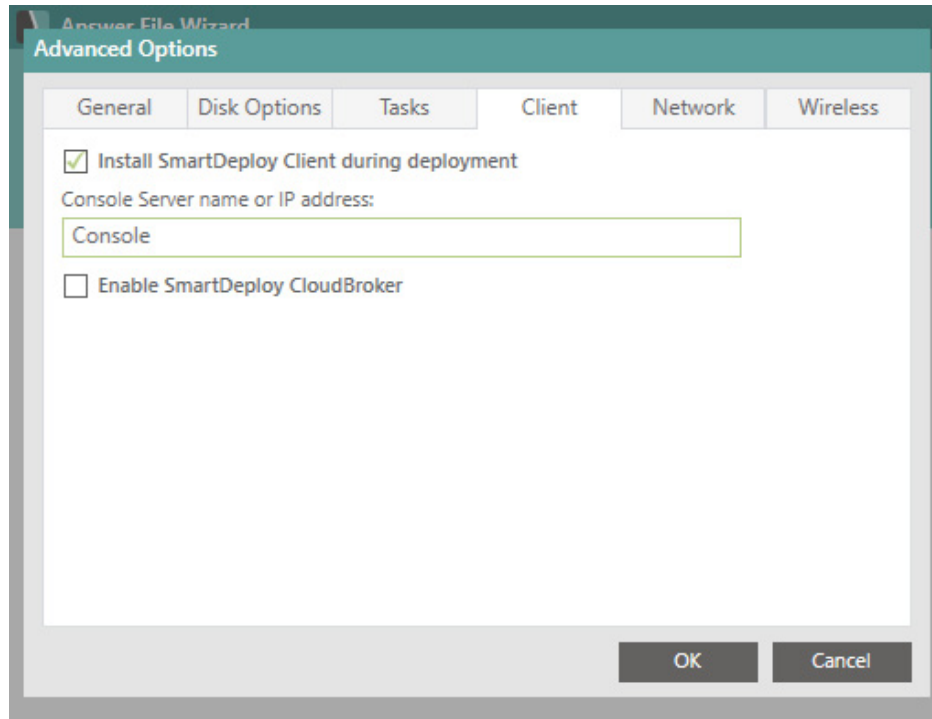 Answer File Wizard
Advanced Options
General Disk Options Tasks Client Network Wireless
Install SmartDeploy Client during deployment
Console Server name or IP address:
Console
Enable SmartDeploy CloudBroker
OK Cancel